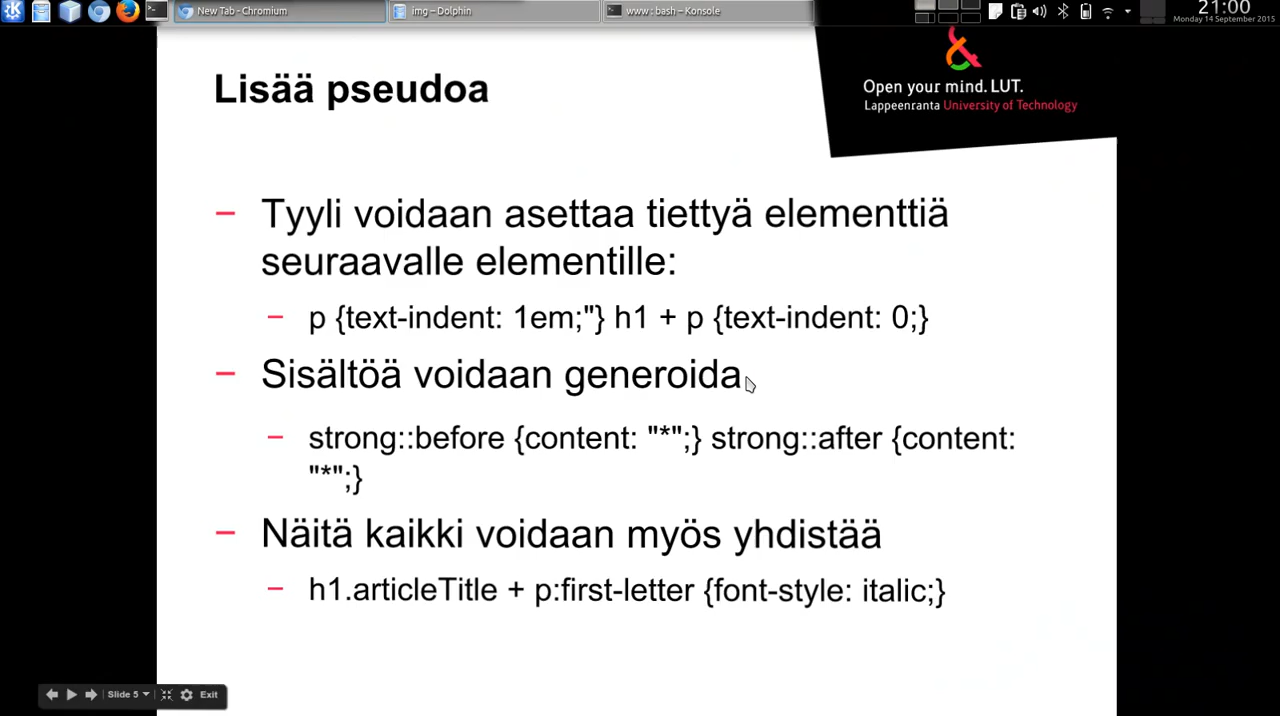 New Tab - Chromium
img – Dolphin
www : bash – Konsole
21:00
Monday 14 September 2015
Lisää pseudoa
Open your mind. LUT.
Lappeenranta University of Technology
– Tyyli voidaan asettaa tiettyä elementtiä
seuraavalle elementille:
– p {text-indent: 1em;"} h1 + p {text-indent: 0;}
– Sisältöä voidaan generoida
– strong::before {content: "*";} strong::after {content:
"*";}
– Näitä kaikki voidaan myös yhdistää
– h1.articleTitle + p:first-letter {font-style: italic;}
Slide 5
Exit